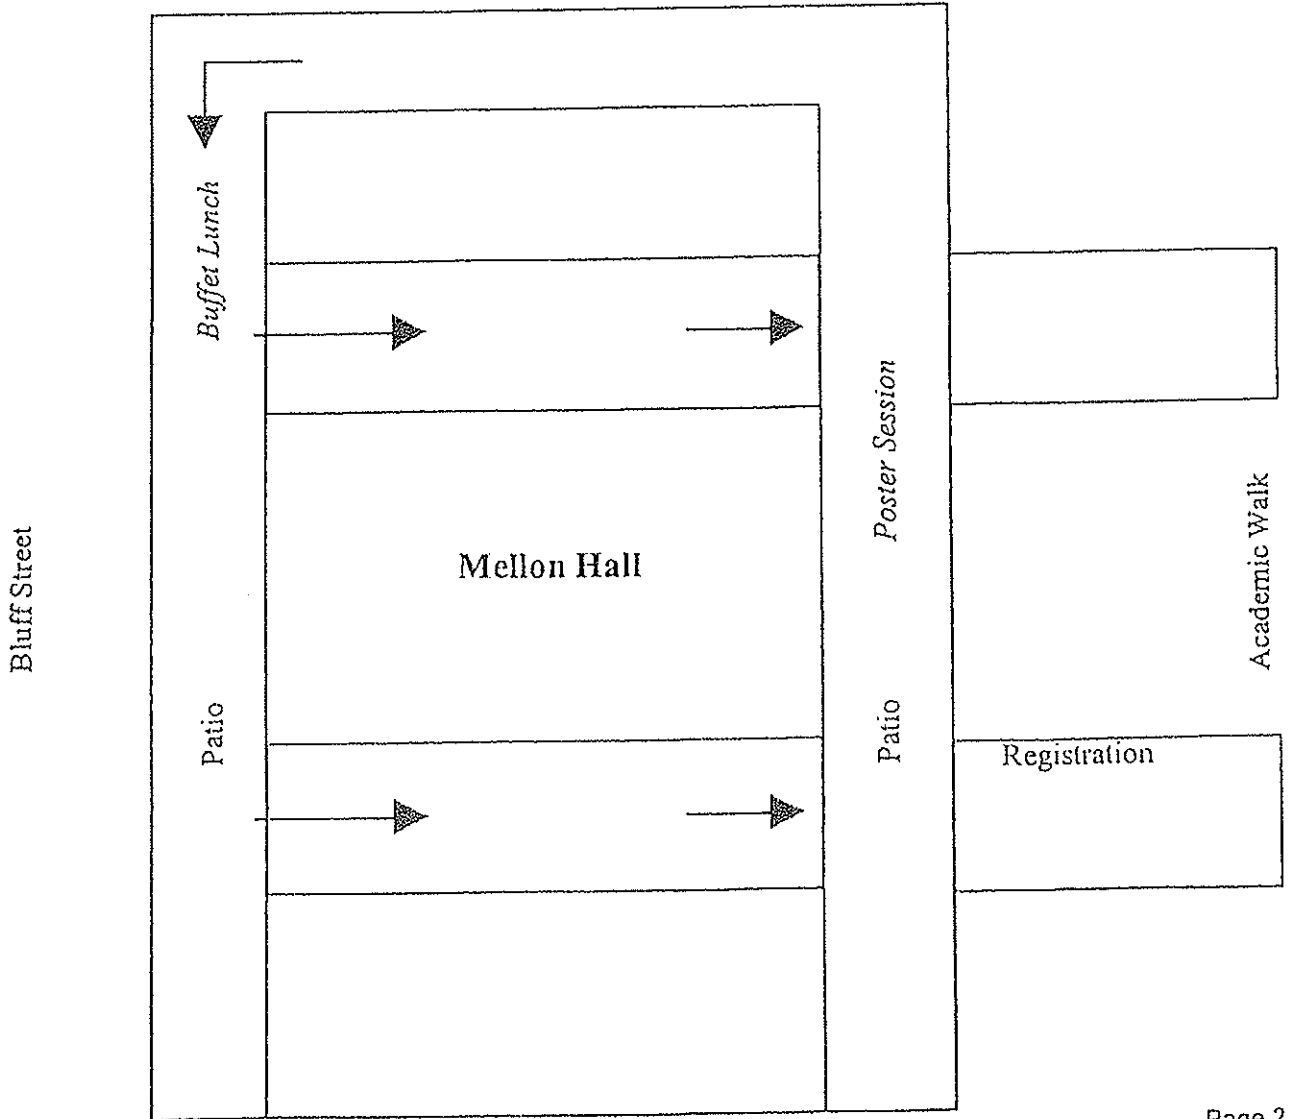 Buffet Lunch
Poster Session
Mellon Hall
Bluff Street
Academic Walk
Patio
Patio
Registration
Page 2